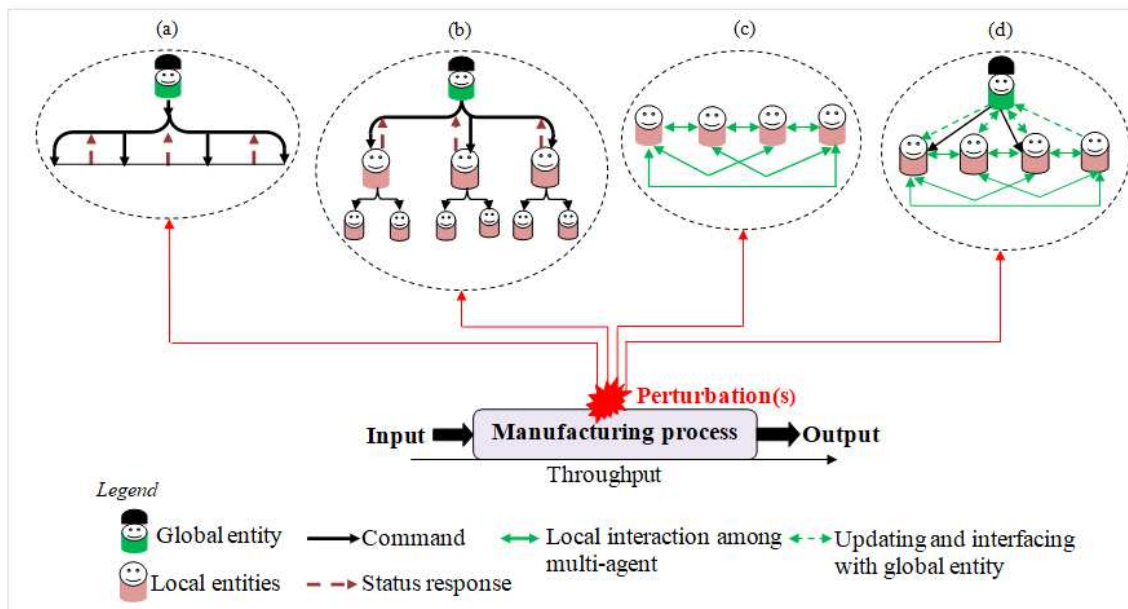 (a)
(b)
(c)
(d)
Perturbation(s)
Input
Manufacturing process
Output
Throughput
Legend
Global entity
Command
Local interaction among
multi-agent
Updating and interfacing
with global entity
Local entities
Status response